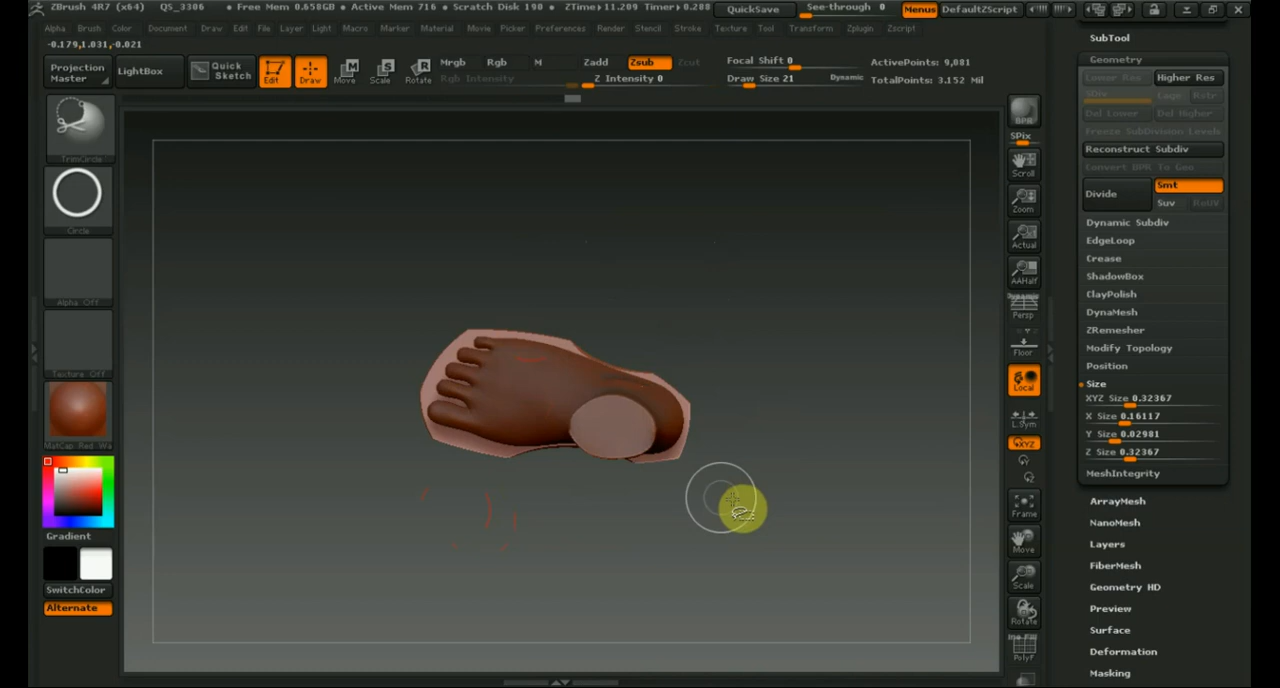 ZBrush 4R7 (x64) QS_3306 • Free Mem 0.658GB • Active Mem 716 • Scratch Disk 190 • ZTime▸11.209 Timer▸0.208 QuickSave See-through 0 Menus DefaultZScript
Alpha Brush Color Document Draw Edit File Layer Light Macro Marker Material Movie Picker Preferences Render Stencil Stroke Texture Tool Transform Zplugin Zscript
-0.179,1.031,-0.021
Projection Master
LightBox
Quick Sketch
Edit
Draw
Move
Scale
Rotate
Mrgb Rgb M
Rgb Intensity
Zadd Zsub Zcut
Z Intensity 0
Focal Shift 0
Draw Size 21 Dynamic
ActivePoints: 9,081
TotalPoints: 3.152 Mil
TrimCircle
Circle
Alpha Off
Texture Off
MatCap Red Wa
Gradient
SwitchColor
Alternate
BPR
SPix
Scroll
Zoom
Actual
AAHalf
Dynamic
Persp
Floor
Local
L.Sym
XYZ
Frame
Move
Scale
Rotate
Line Fill
PolyF
SubTool
Geometry
Lower Res Higher Res
SDiv Cage Rstr
Del Lower Del Higher
Freeze SubDivision Levels
Reconstruct Subdiv
Convert BPR To Geo
Divide Smt
Suv RelUV
Dynamic Subdiv
EdgeLoop
Crease
ShadowBox
ClayPolish
DynaMesh
ZRemesher
Modify Topology
Position
Size
XYZ Size 0.32367
X Size 0.16117
Y Size 0.02981
Z Size 0.32367
MeshIntegrity
ArrayMesh
NanoMesh
Layers
FiberMesh
Geometry HD
Preview
Surface
Deformation
Masking